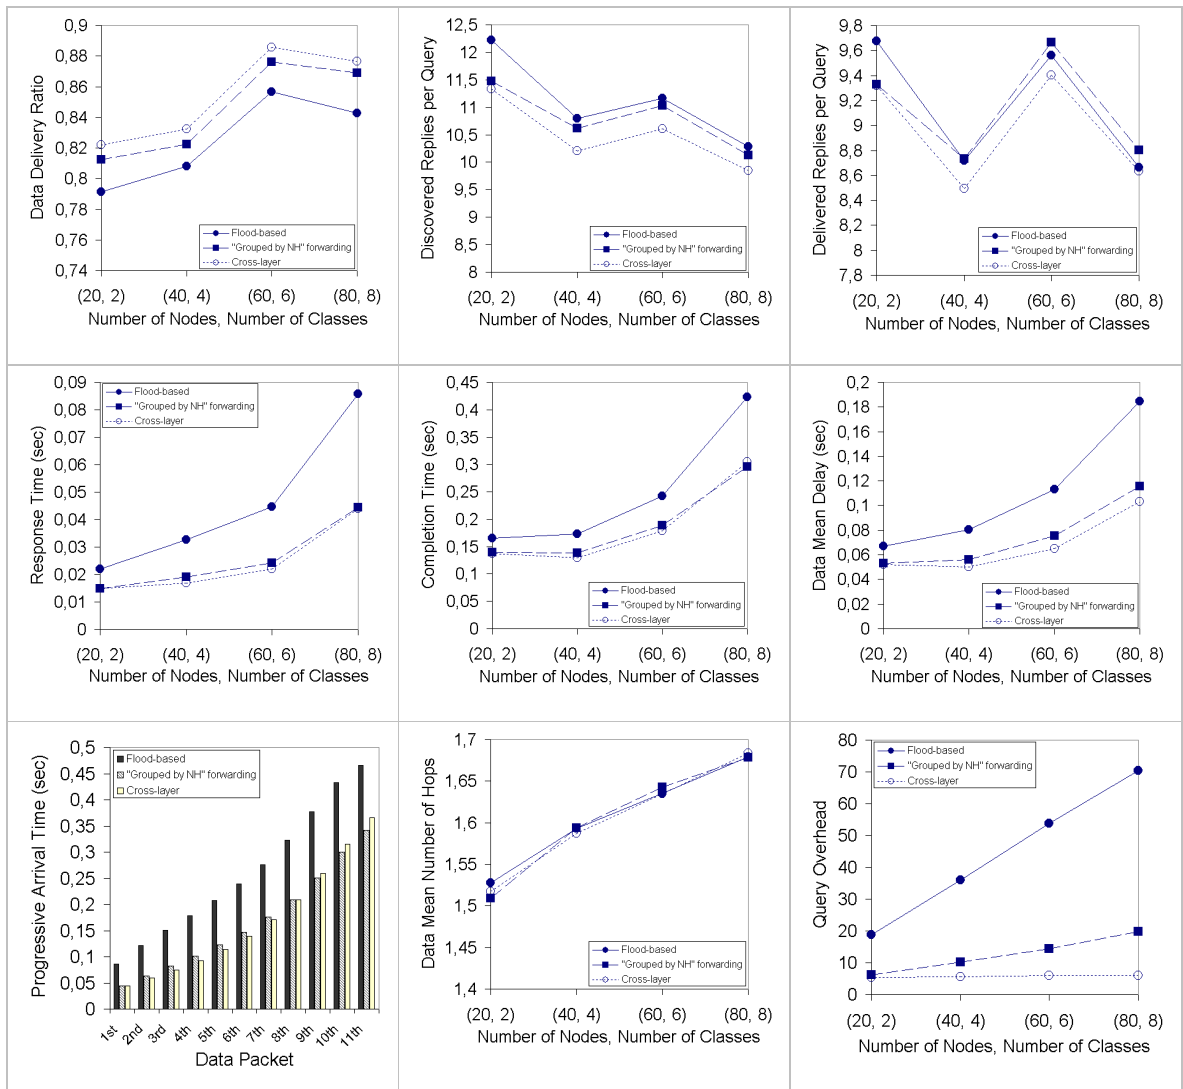 0,9
0,88
0,86
0,84
0,82
0,8
0,78
0,76
0,74
Data Delivery Ratio
Flood-based
"Grouped by NH" forwarding
Cross-layer
(20, 2) (40, 4) (60, 6) (80, 8)
Number of Nodes, Number of Classes
12,5
12
11,5
11
10,5
10
9,5
9
8,5
8
Discovered Replies per Query
Flood-based
"Grouped by NH" forwarding
Cross-layer
(20, 2) (40, 4) (60, 6) (80, 8)
Number of Nodes, Number of Classes
9,8
9,6
9,4
9,2
9
8,8
8,6
8,4
8,2
8
7,8
Delivered Replies per Query
Flood-based
"Grouped by NH" forwarding
Cross-layer
(20, 2) (40, 4) (60, 6) (80, 8)
Number of Nodes, Number of Classes
0,09
0,08
0,07
0,06
0,05
0,04
0,03
0,02
0,01
0
Response Time (sec)
Flood-based
"Grouped by NH" forwarding
Cross-layer
(20, 2) (40, 4) (60, 6) (80, 8)
Number of Nodes, Number of Classes
0,45
0,4
0,35
0,3
0,25
0,2
0,15
0,1
0,05
0
Completion Time (sec)
Flood-based
"Grouped by NH" forwarding
Cross-layer
(20, 2) (40, 4) (60, 6) (80, 8)
Number of Nodes, Number of Classes
0,2
0,18
0,16
0,14
0,12
0,1
0,08
0,06
0,04
0,02
0
Data Mean Delay (sec)
Flood-based
"Grouped by NH" forwarding
Cross-layer
(20, 2) (40, 4) (60, 6) (80, 8)
Number of Nodes, Number of Classes
0,5
0,45
0,4
0,35
0,3
0,25
0,2
0,15
0,1
0,05
0
Progressive Arrival Time (sec)
Flood-based
"Grouped by NH" forwarding
Cross-layer
1st 2nd 3rd 4th 5th 6th 7th 8th 9th 10th 11th
Data Packet
1,7
1,65
1,6
1,55
1,5
1,45
1,4
Data Mean Number of Hops
Flood-based
"Grouped by NH" forwarding
Cross-layer
(20, 2) (40, 4) (60, 6) (80, 8)
Number of Nodes, Number of Classes
80
70
60
50
40
30
20
10
0
Query Overhead
Flood-based
"Grouped by NH" forwarding
Cross-layer
(20, 2) (40, 4) (60, 6) (80, 8)
Number of Nodes, Number of Classes